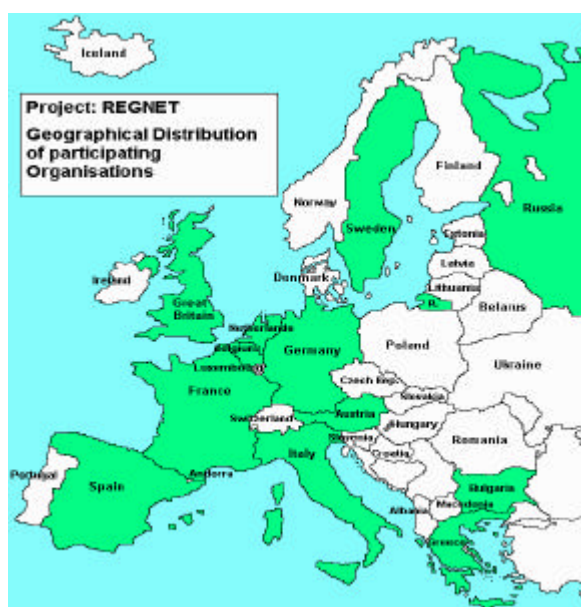 Iceland
Project: REGNET
Geographical Distribution
of participating
Organisations
Finland
Norway
Russia
Sweden
Estonia
Latvia
Ireland
Denmark
Lithuania
R.
Great
Britain
Belarus
Netherlands
Belgium
Germany
Poland
Luxembourg
Ukraine
Czech Rep.
France
Slovakia
Austria
Switzerland
Hungary
Slovenia
Romania
Italy
Croatia
Portugal
Andorra
Spain
Bulgaria
Macedonia
Albania
Greece